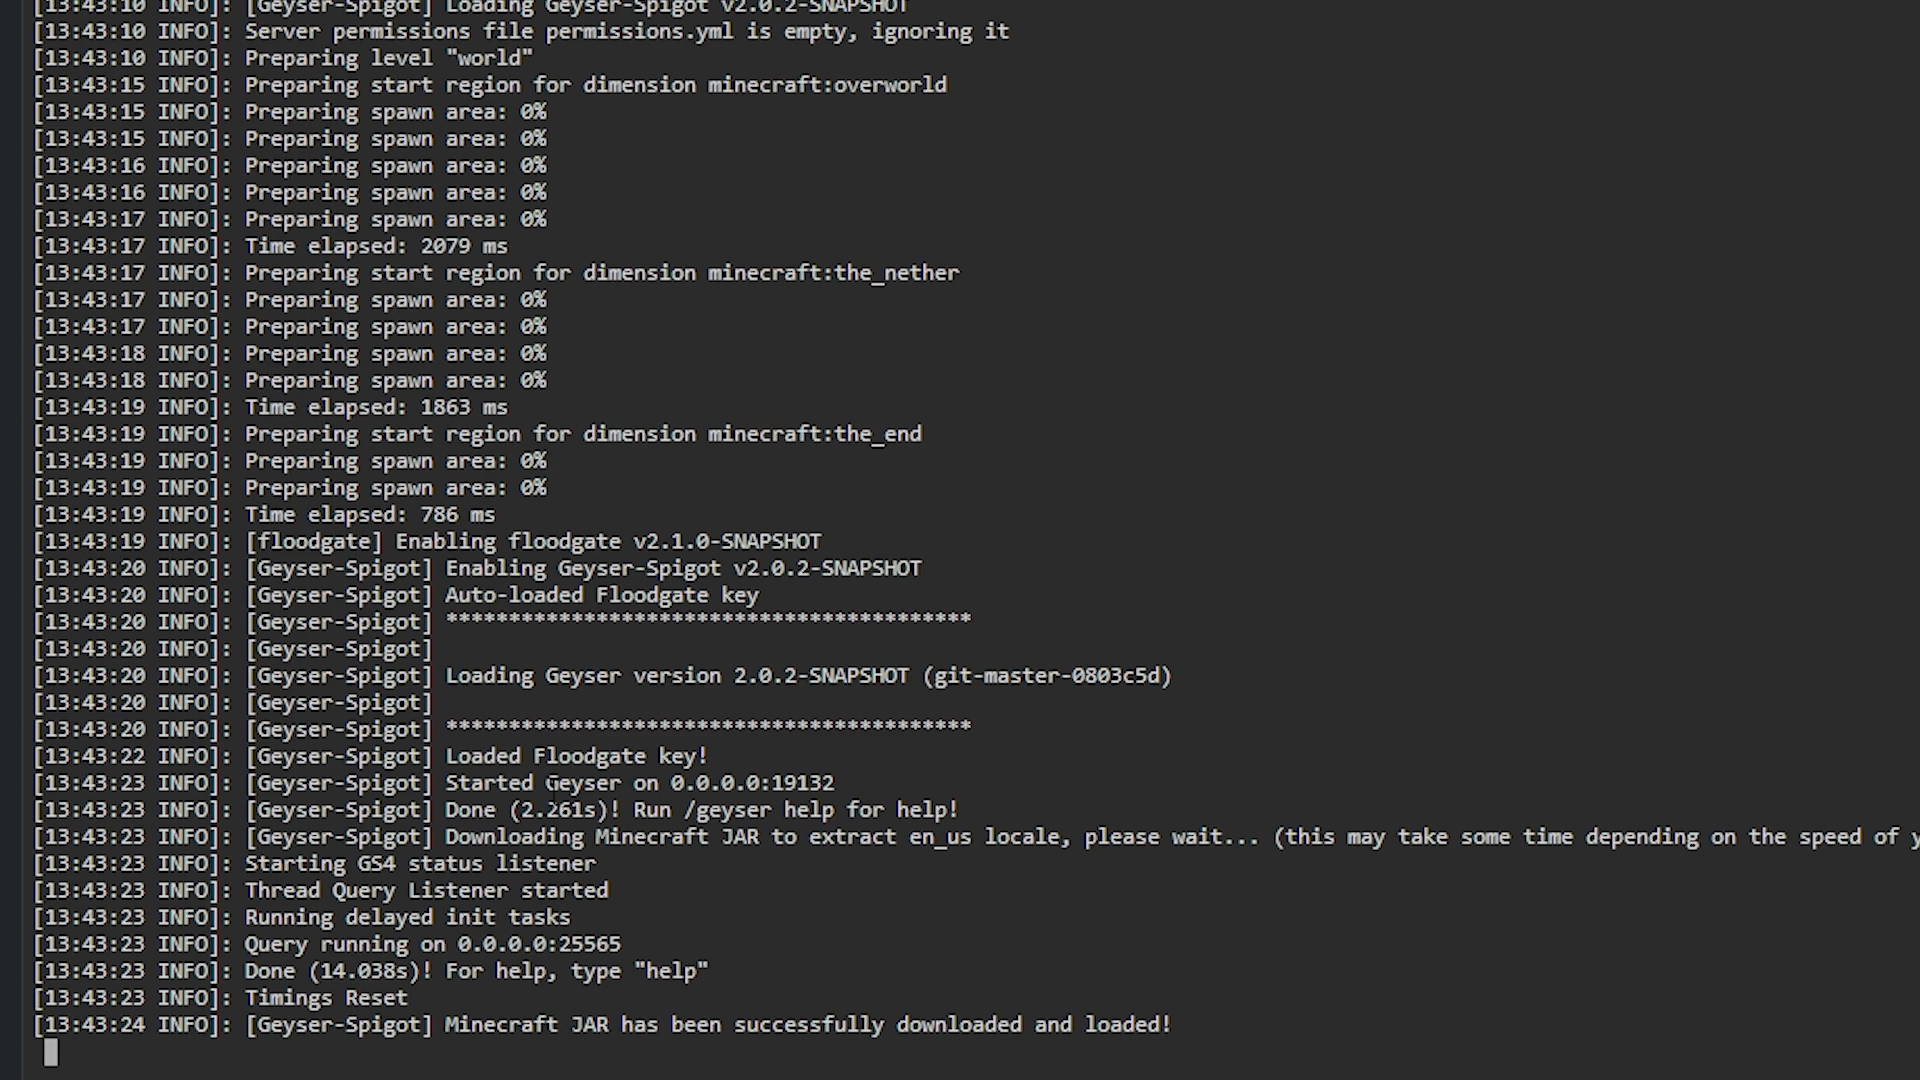 [13:43:10 INFO]: [Geyser-Spigot] Loading Geyser-Spigot v2.0.2-SNAPSHOT
[13:43:10 INFO]: Server permissions file permissions.yml is empty, ignoring it
[13:43:10 INFO]: Preparing level "world"
[13:43:15 INFO]: Preparing start region for dimension minecraft:overworld
[13:43:15 INFO]: Preparing spawn area: 0%
[13:43:15 INFO]: Preparing spawn area: 0%
[13:43:16 INFO]: Preparing spawn area: 0%
[13:43:16 INFO]: Preparing spawn area: 0%
[13:43:17 INFO]: Preparing spawn area: 0%
[13:43:17 INFO]: Time elapsed: 2079 ms
[13:43:17 INFO]: Preparing start region for dimension minecraft:the_nether
[13:43:17 INFO]: Preparing spawn area: 0%
[13:43:17 INFO]: Preparing spawn area: 0%
[13:43:18 INFO]: Preparing spawn area: 0%
[13:43:18 INFO]: Preparing spawn area: 0%
[13:43:19 INFO]: Time elapsed: 1863 ms
[13:43:19 INFO]: Preparing start region for dimension minecraft:the_end
[13:43:19 INFO]: Preparing spawn area: 0%
[13:43:19 INFO]: Preparing spawn area: 0%
[13:43:19 INFO]: Time elapsed: 786 ms
[13:43:19 INFO]: [floodgate] Enabling floodgate v2.1.0-SNAPSHOT
[13:43:20 INFO]: [Geyser-Spigot] Enabling Geyser-Spigot v2.0.2-SNAPSHOT
[13:43:20 INFO]: [Geyser-Spigot] Auto-loaded Floodgate key
[13:43:20 INFO]: [Geyser-Spigot] ******************************************
[13:43:20 INFO]: [Geyser-Spigot]
[13:43:20 INFO]: [Geyser-Spigot] Loading Geyser version 2.0.2-SNAPSHOT (git-master-0803c5d)
[13:43:20 INFO]: [Geyser-Spigot]
[13:43:20 INFO]: [Geyser-Spigot] ******************************************
[13:43:22 INFO]: [Geyser-Spigot] Loaded Floodgate key!
[13:43:23 INFO]: [Geyser-Spigot] Started Geyser on 0.0.0.0:19132
[13:43:23 INFO]: [Geyser-Spigot] Done (2.261s)! Run /geyser help for help!
[13:43:23 INFO]: [Geyser-Spigot] Downloading Minecraft JAR to extract en_us locale, please wait... (this may take some time depending on the speed of
[13:43:23 INFO]: Starting GS4 status listener
[13:43:23 INFO]: Thread Query Listener started
[13:43:23 INFO]: Running delayed init tasks
[13:43:23 INFO]: Query running on 0.0.0.0:25565
[13:43:23 INFO]: Done (14.038s)! For help, type "help"
[13:43:23 INFO]: Timings Reset
[13:43:24 INFO]: [Geyser-Spigot] Minecraft JAR has been successfully downloaded and loaded!